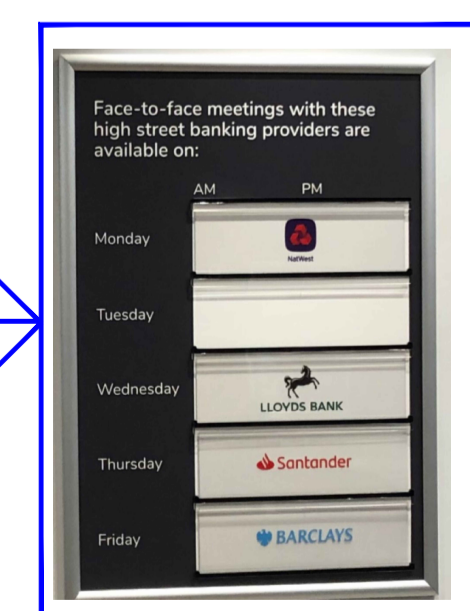 Face-to-face meetings with these
high street banking providers are
available on:
AM PM
Monday NatWest
Tuesday
Wednesday LLOYDS BANK
Thursday Santander
Friday BARCLAYS